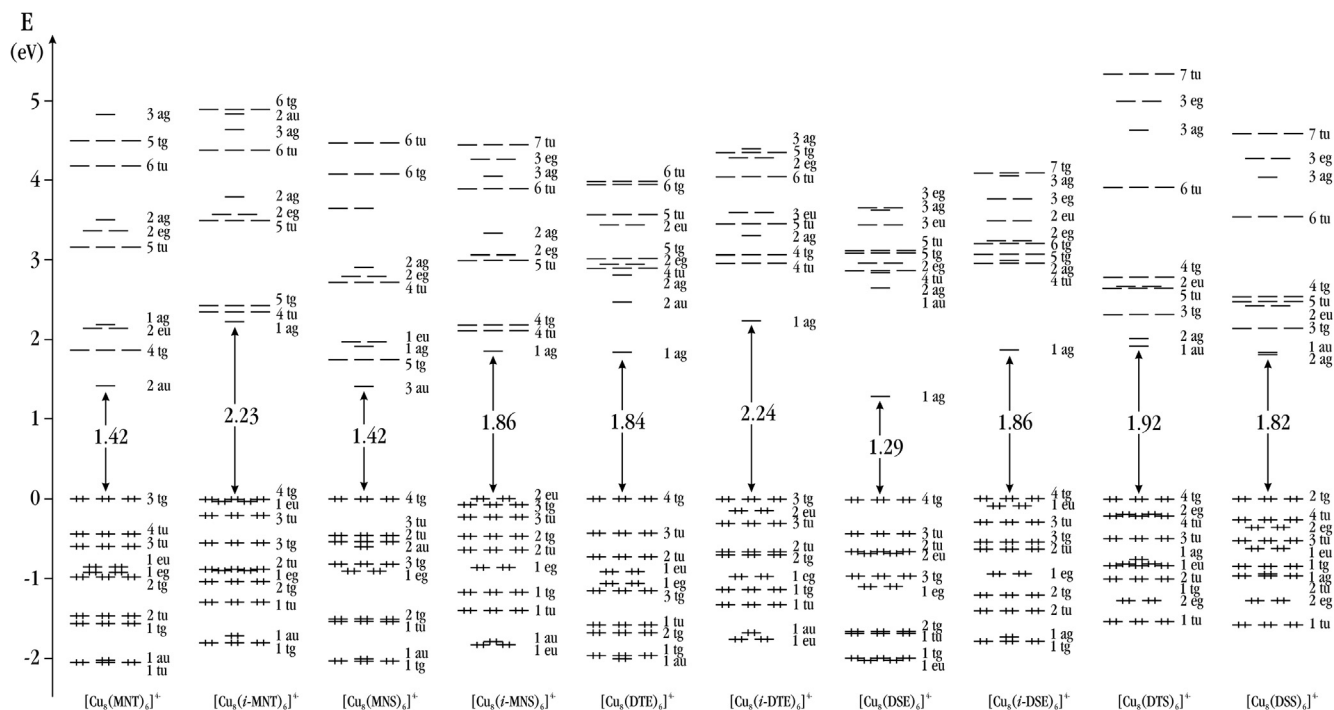 E
(eV)
5
4
3
2
1
0
-1
-2
3 ag
5 tg
6 tu
2 ag
2 eg
5 tu
1 ag
2 eu
4 tg
2 au
1.42
3 tg
4 tu
3 tu
1 eu
1 eg
2 tg
2 tu
1 tg
1 au
1 tu
[Cu₈(MNT)₆]⁴⁻
6 tg
2 au
3 ag
6 tu
2 ag
2 eg
5 tu
5 tg
4 tu
1 ag
2.23
4 tg
1 eu
3 tu
3 tg
2 tu
1 eg
2 tg
1 tu
1 au
1 tg
[Cu₈(i-MNT)₆]⁴⁻
6 tu
6 tg
2 ag
2 eg
4 tu
1 eu
1 ag
5 tg
3 au
1.42
4 tg
3 tu
2 tu
2 au
3 tg
1 eg
2 tg
1 tu
1 au
1 tg
[Cu₈(MNS)₆]⁴⁻
7 tu
3 eg
3 ag
6 tu
2 ag
2 eg
5 tu
4 tg
4 tu
1 ag
1.86
2 eu
3 tg
3 tu
2 tg
2 tu
1 eg
1 tg
1 tu
1 au
1 eu
[Cu₈(i-MNS)₆]⁴⁻
6 tu
6 tg
5 tu
2 eu
5 tg
2 eg
4 tu
2 ag
2 au
1 ag
1.84
4 tg
3 tu
2 tu
1 eu
1 eg
3 tg
1 tu
2 tg
1 tg
1 au
[Cu₈(DTE)₆]⁴⁻
3 ag
5 tg
2 eg
6 tu
3 eu
5 tu
2 ag
4 tg
4 tu
1 ag
2.24
3 tg
2 eu
3 tu
2 tu
2 tg
1 eg
1 tg
1 tu
1 au
1 eu
[Cu₈(i-DTE)₆]⁴⁻
3 eg
3 ag
3 eu
5 tu
5 tg
2 eg
4 tu
2 ag
1 au
1 ag
1.29
4 tg
3 tu
2 tu
2 eu
3 tg
1 eg
2 tg
1 tu
1 tg
1 eu
[Cu₈(DSE)₆]⁴⁻
7 tg
3 ag
3 eg
2 eu
2 eg
6 tg
5 tg
2 ag
4 tu
1 ag
1.86
4 tg
1 eu
3 tu
3 tg
2 tu
1 eg
2 tg
2 tu
1 ag
1 tg
[Cu₈(i-DSE)₆]⁴⁻
7 tu
3 eg
3 ag
6 tu
4 tg
2 eu
5 tu
3 tg
2 ag
1 au
1.92
4 tg
2 eg
4 tu
3 tu
1 ag
1 eu
2 tu
1 tg
2 eg
1 tu
[Cu₈(DTS)₆]⁴⁻
7 tu
3 eg
3 ag
6 tu
4 tg
5 tu
2 eu
3 tg
1 au
2 ag
1.82
2 tg
4 tu
2 eg
3 tu
1 eu
1 tg
1 ag
2 tu
2 eg
1 tu
[Cu₈(DSS)₆]⁴⁻